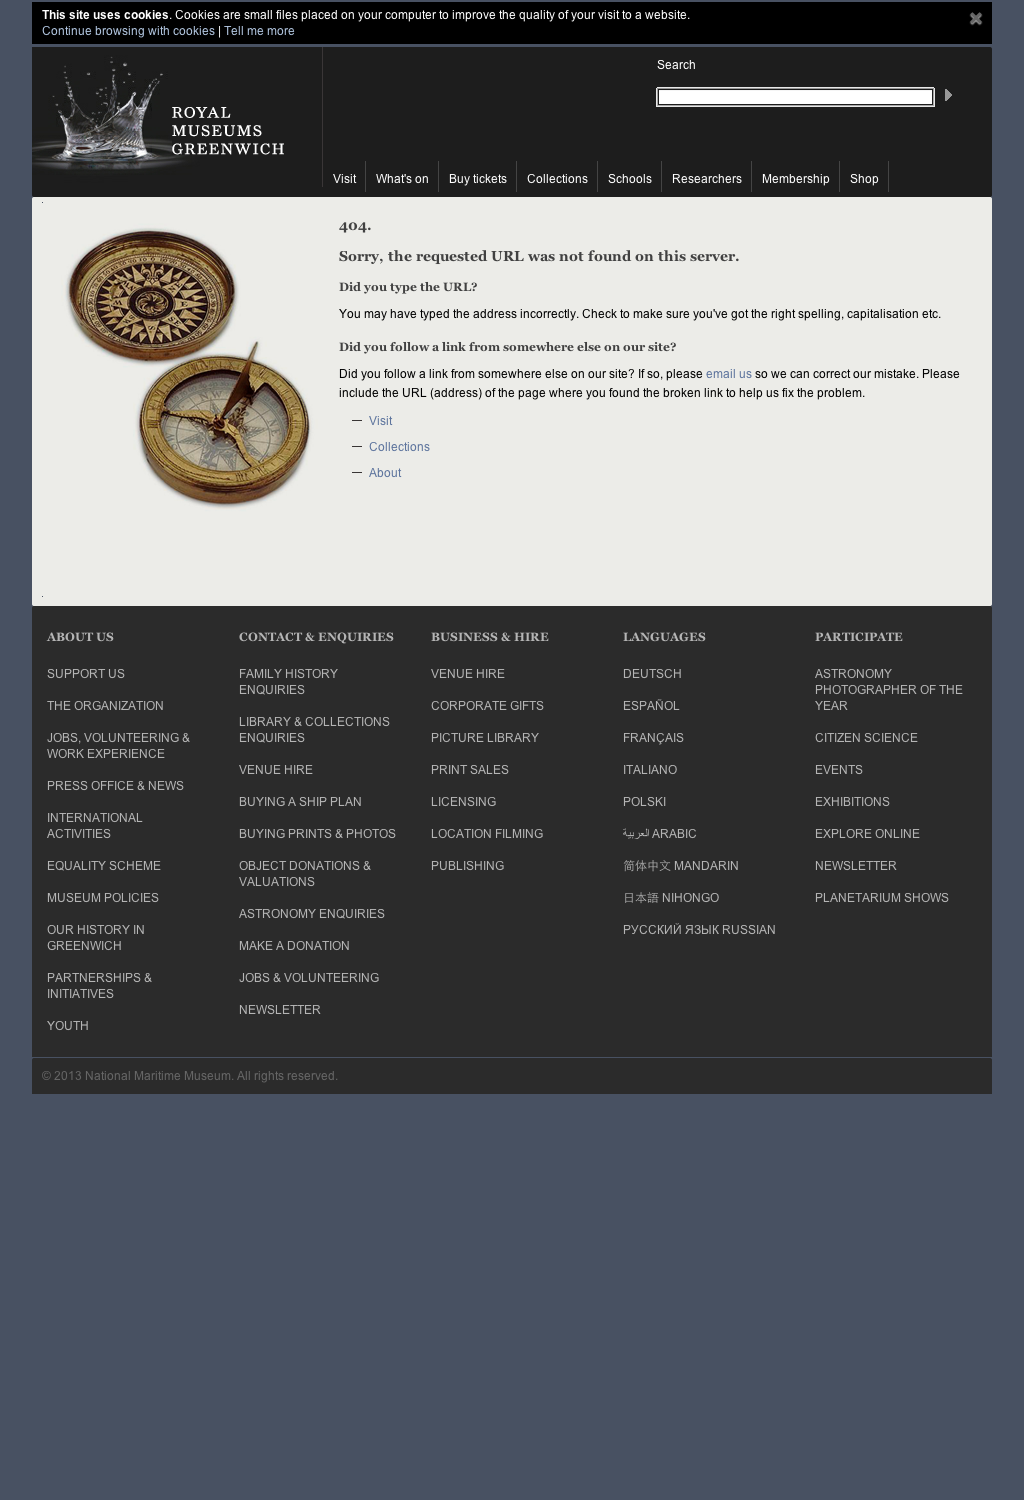 This site uses cookies. Cookies are small files placed on your computer to improve the quality of your visit to a website.
Continue browsing with cookies | Tell me more
ROYAL
MUSEUMS
GREENWICH
Search
Visit
What's on
Buy tickets
Collections
Schools
Researchers
Membership
Shop
404.
Sorry, the requested URL was not found on this server.
Did you type the URL?
You may have typed the address incorrectly. Check to make sure you've got the right spelling, capitalisation etc.
Did you follow a link from somewhere else on our site?
Did you follow a link from somewhere else on our site? If so, please email us so we can correct our mistake. Please
include the URL (address) of the page where you found the broken link to help us fix the problem.
— Visit
— Collections
— About
ABOUT US
SUPPORT US
THE ORGANIZATION
JOBS, VOLUNTEERING &
WORK EXPERIENCE
PRESS OFFICE & NEWS
INTERNATIONAL
ACTIVITIES
EQUALITY SCHEME
MUSEUM POLICIES
OUR HISTORY IN
GREENWICH
PARTNERSHIPS &
INITIATIVES
YOUTH
CONTACT & ENQUIRIES
FAMILY HISTORY
ENQUIRIES
LIBRARY & COLLECTIONS
ENQUIRIES
VENUE HIRE
BUYING A SHIP PLAN
BUYING PRINTS & PHOTOS
OBJECT DONATIONS &
VALUATIONS
ASTRONOMY ENQUIRIES
MAKE A DONATION
JOBS & VOLUNTEERING
NEWSLETTER
BUSINESS & HIRE
VENUE HIRE
CORPORATE GIFTS
PICTURE LIBRARY
PRINT SALES
LICENSING
LOCATION FILMING
PUBLISHING
LANGUAGES
DEUTSCH
ESPAÑOL
FRANÇAIS
ITALIANO
POLSKI
العربية ARABIC
简体中文 MANDARIN
日本語 NIHONGO
РУССКИЙ ЯЗЫК RUSSIAN
PARTICIPATE
ASTRONOMY
PHOTOGRAPHER OF THE
YEAR
CITIZEN SCIENCE
EVENTS
EXHIBITIONS
EXPLORE ONLINE
NEWSLETTER
PLANETARIUM SHOWS
© 2013 National Maritime Museum. All rights reserved.